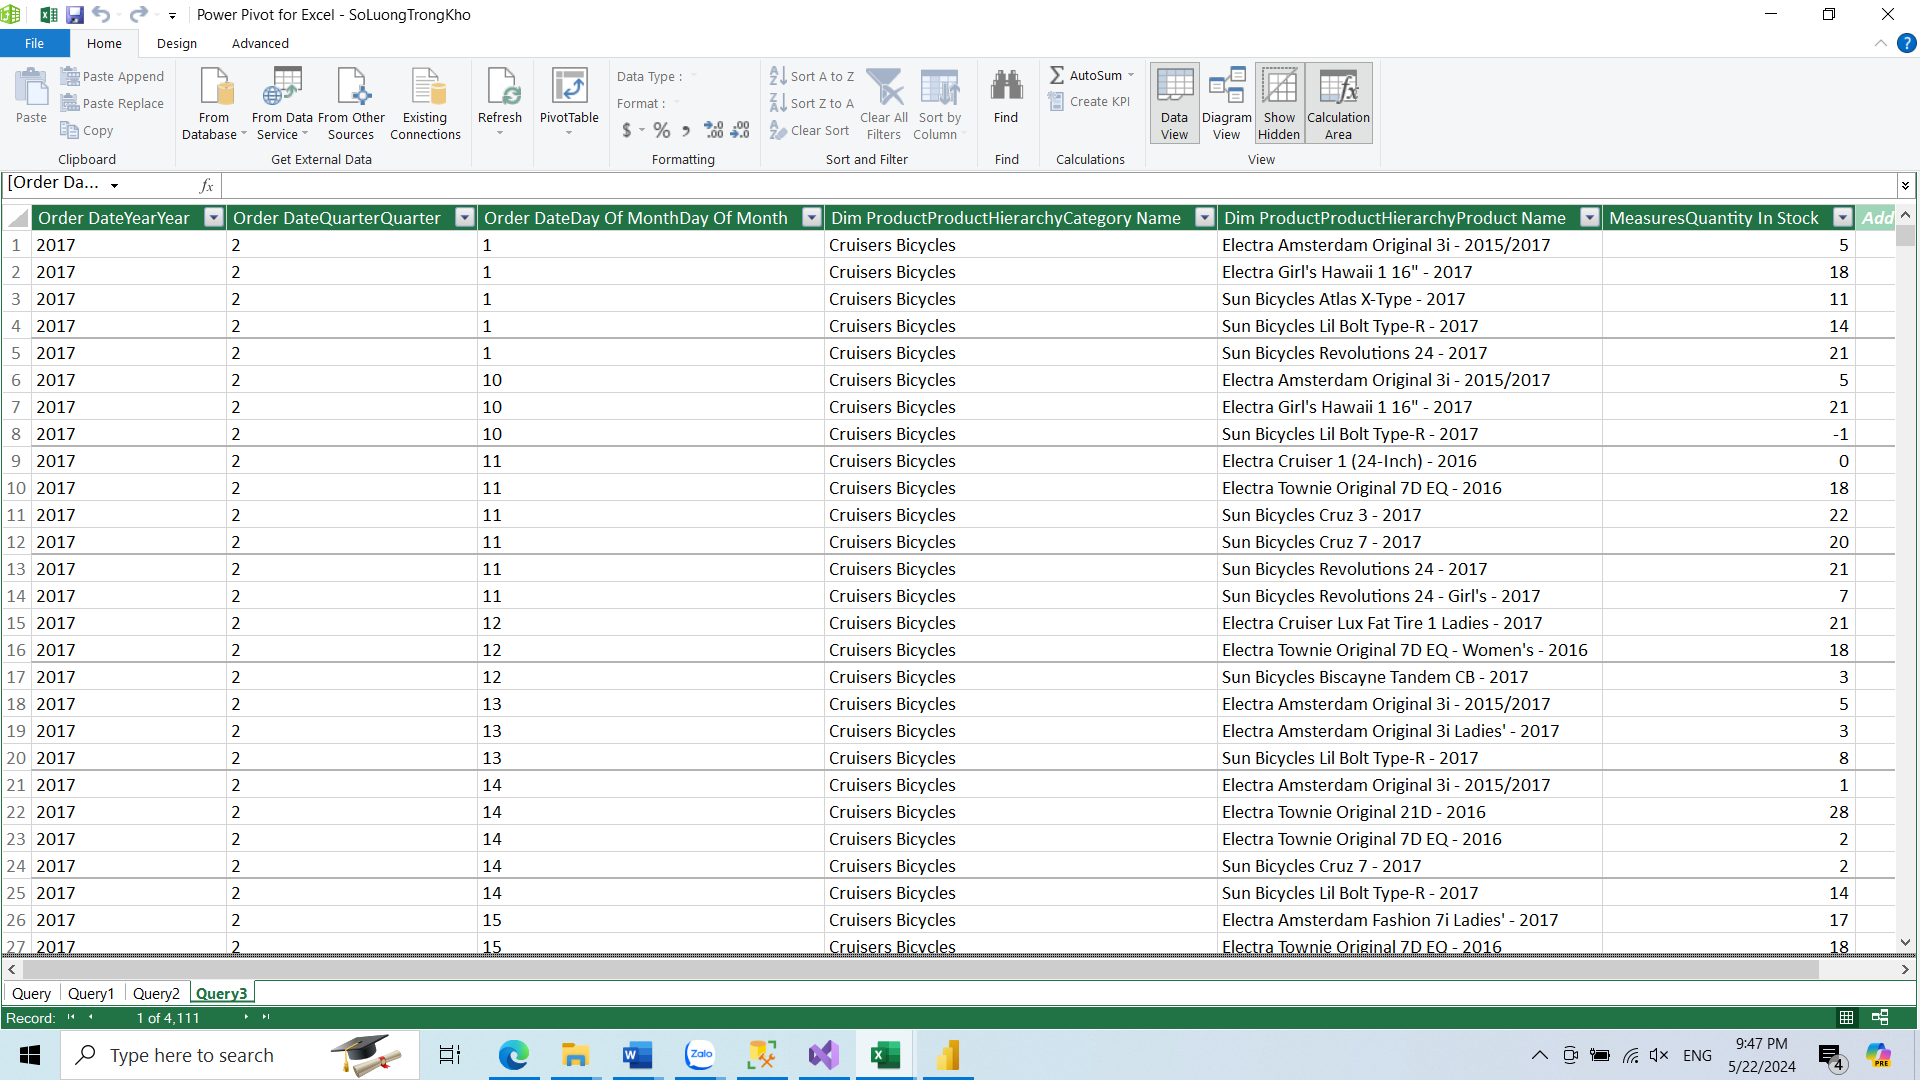 Power Pivot for Excel - SoLuongTrongKho
File Home Design Advanced
Paste
Paste Append
Paste Replace
Copy
Clipboard
From Database
From Data Service
From Other Sources
Existing Connections
Get External Data
Refresh
PivotTable
Data Type :
Format :
$ % , .00 .00
Formatting
Sort A to Z
Sort Z to A
Clear Sort
Clear All Filters
Sort by Column
Sort and Filter
Find
Find
AutoSum
Create KPI
Calculations
Data View
Diagram View
Show Hidden
Calculation Area
View
[Order Da... fx
Order DateYearYear Order DateQuarterQuarter Order DateDay Of MonthDay Of Month Dim ProductProductHierarchyCategory Name Dim ProductProductHierarchyProduct Name MeasuresQuantity In Stock Add
1 2017 2 1 Cruisers Bicycles Electra Amsterdam Original 3i - 2015/2017 5
2 2017 2 1 Cruisers Bicycles Electra Girl's Hawaii 1 16" - 2017 18
3 2017 2 1 Cruisers Bicycles Sun Bicycles Atlas X-Type - 2017 11
4 2017 2 1 Cruisers Bicycles Sun Bicycles Lil Bolt Type-R - 2017 14
5 2017 2 1 Cruisers Bicycles Sun Bicycles Revolutions 24 - 2017 21
6 2017 2 10 Cruisers Bicycles Electra Amsterdam Original 3i - 2015/2017 5
7 2017 2 10 Cruisers Bicycles Electra Girl's Hawaii 1 16" - 2017 21
8 2017 2 10 Cruisers Bicycles Sun Bicycles Lil Bolt Type-R - 2017 -1
9 2017 2 11 Cruisers Bicycles Electra Cruiser 1 (24-Inch) - 2016 0
10 2017 2 11 Cruisers Bicycles Electra Townie Original 7D EQ - 2016 18
11 2017 2 11 Cruisers Bicycles Sun Bicycles Cruz 3 - 2017 22
12 2017 2 11 Cruisers Bicycles Sun Bicycles Cruz 7 - 2017 20
13 2017 2 11 Cruisers Bicycles Sun Bicycles Revolutions 24 - 2017 21
14 2017 2 11 Cruisers Bicycles Sun Bicycles Revolutions 24 - Girl's - 2017 7
15 2017 2 12 Cruisers Bicycles Electra Cruiser Lux Fat Tire 1 Ladies - 2017 21
16 2017 2 12 Cruisers Bicycles Electra Townie Original 7D EQ - Women's - 2016 18
17 2017 2 12 Cruisers Bicycles Sun Bicycles Biscayne Tandem CB - 2017 3
18 2017 2 13 Cruisers Bicycles Electra Amsterdam Original 3i - 2015/2017 5
19 2017 2 13 Cruisers Bicycles Electra Amsterdam Original 3i Ladies' - 2017 3
20 2017 2 13 Cruisers Bicycles Sun Bicycles Lil Bolt Type-R - 2017 8
21 2017 2 14 Cruisers Bicycles Electra Amsterdam Original 3i - 2015/2017 1
22 2017 2 14 Cruisers Bicycles Electra Townie Original 21D - 2016 28
23 2017 2 14 Cruisers Bicycles Electra Townie Original 7D EQ - 2016 2
24 2017 2 14 Cruisers Bicycles Sun Bicycles Cruz 7 - 2017 2
25 2017 2 14 Cruisers Bicycles Sun Bicycles Lil Bolt Type-R - 2017 14
26 2017 2 15 Cruisers Bicycles Electra Amsterdam Fashion 7i Ladies' - 2017 17
27 2017 2 15 Cruisers Bicycles Electra Townie Original 7D EQ - 2016 18
Query Query1 Query2 Query3
Record: 1 of 4,111
Type here to search
Zalo
ENG
9:47 PM
5/22/2024
4
PRE